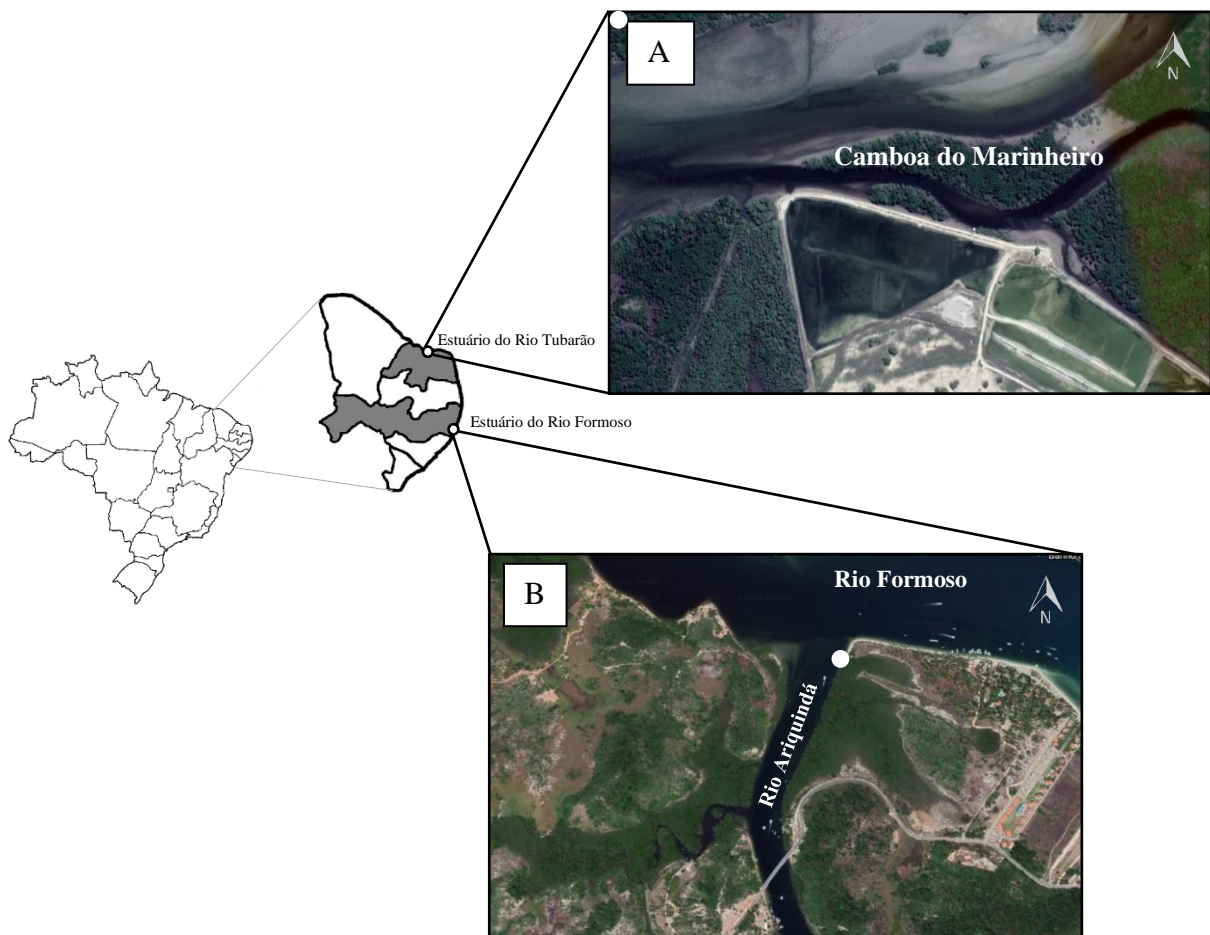 A
N
Camboa do Marinheiro
Estuário do Rio Tubarão
Estuário do Rio Formoso
B
Rio Formoso
N
Rio Ariquindá